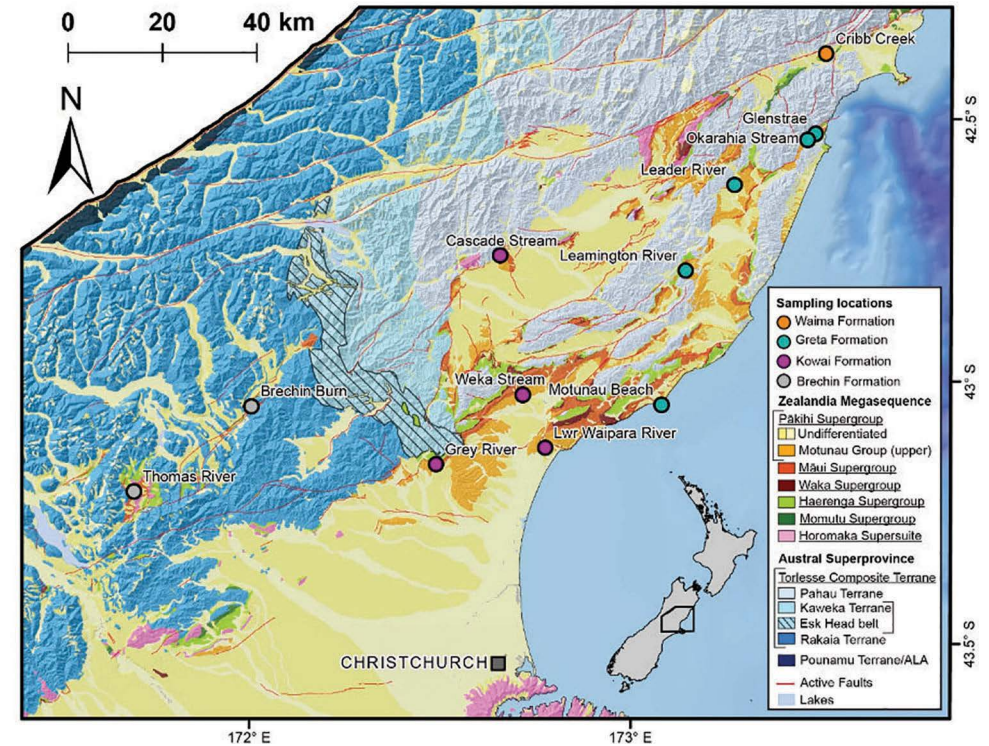 0 20 40 km
N
Cribb Creek
Glenstrae
Okarahia Stream
Leader River
Cascade Stream
Leamington River
Weka Stream
Motunau Beach
Brechin Burn
Lwr Waipara River
Grey River
Thomas River
CHRISTCHURCH
42.5° S
43° S
43.5° S
172° E
173° E
Sampling locations
Waima Formation
Greta Formation
Kowai Formation
Brechin Formation
Zealandia Megasequence
Pākihi Supergroup
Undifferentiated
Motunau Group (upper)
Māui Supergroup
Waka Supergroup
Haerenga Supergroup
Momutu Supergroup
Horomaka Supersuite
Austral Superprovince
Torlesse Composite Terrane
Pahau Terrane
Kaweka Terrane
Esk Head belt
Rakaia Terrane
Pounamu Terrane/ALA
Active Faults
Lakes